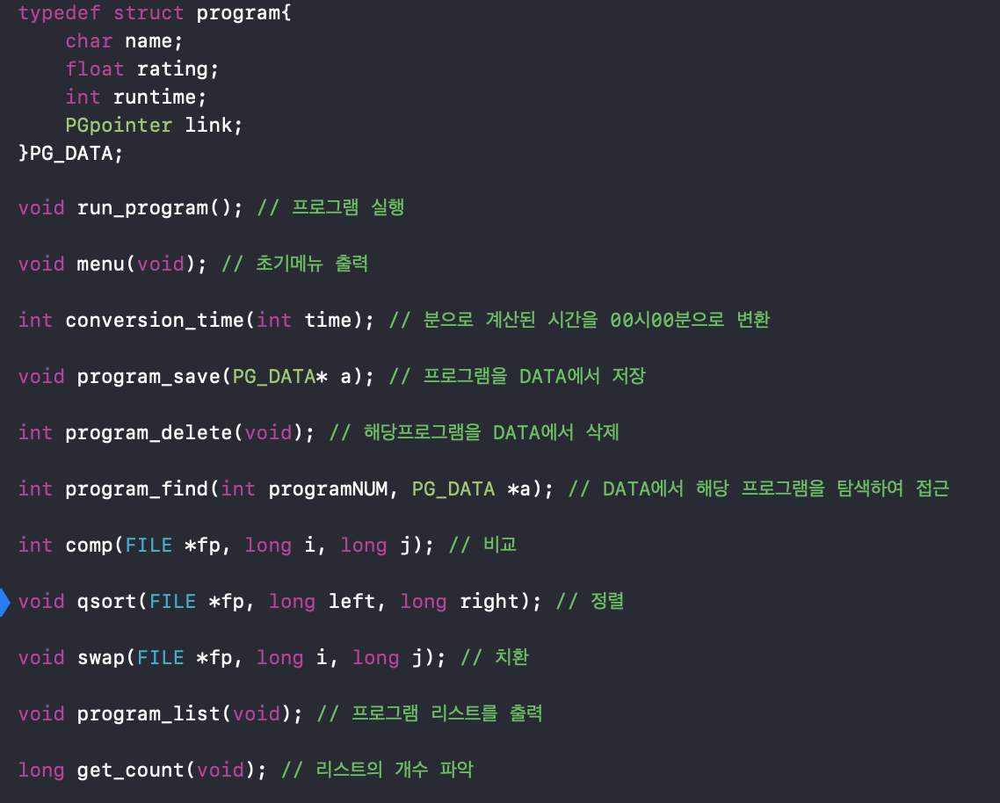 typedef struct program{
    char name;
    float rating;
    int runtime;
    PGpointer link;
}PG_DATA;
void run_program(); // 프로그램 실행
void menu(void); // 초기메뉴 출력
int conversion_time(int time); // 분으로 계산된 시간을 00시00분으로 변환
void program_save(PG_DATA* a); // 프로그램을 DATA에서 저장
int program_delete(void); // 해당프로그램을 DATA에서 삭제
int program_find(int programNUM, PG_DATA *a); // DATA에서 해당 프로그램을 탐색하여 접근
int comp(FILE *fp, long i, long j); // 비교
void qsort(FILE *fp, long left, long right); // 정렬
void swap(FILE *fp, long i, long j); // 치환
void program_list(void); // 프로그램 리스트를 출력
long get_count(void); // 리스트의 개수 파악